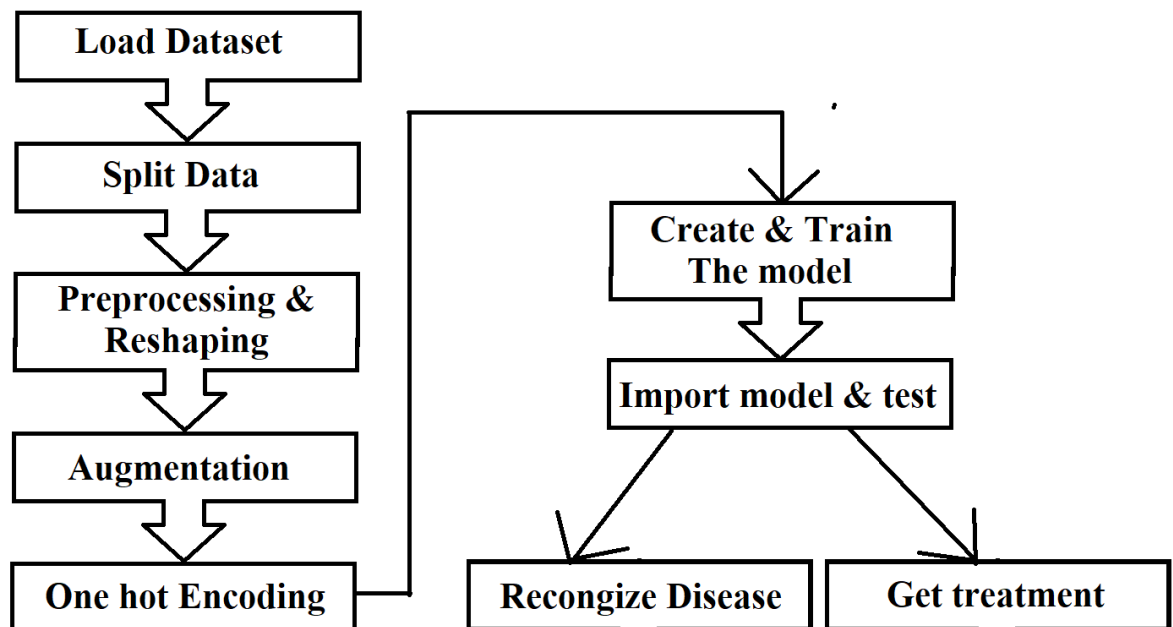 Load Dataset
Split Data
Preprocessing &
Reshaping
Augmentation
One hot Encoding
Create & Train
The model
Import model & test
Recongize Disease
Get treatment